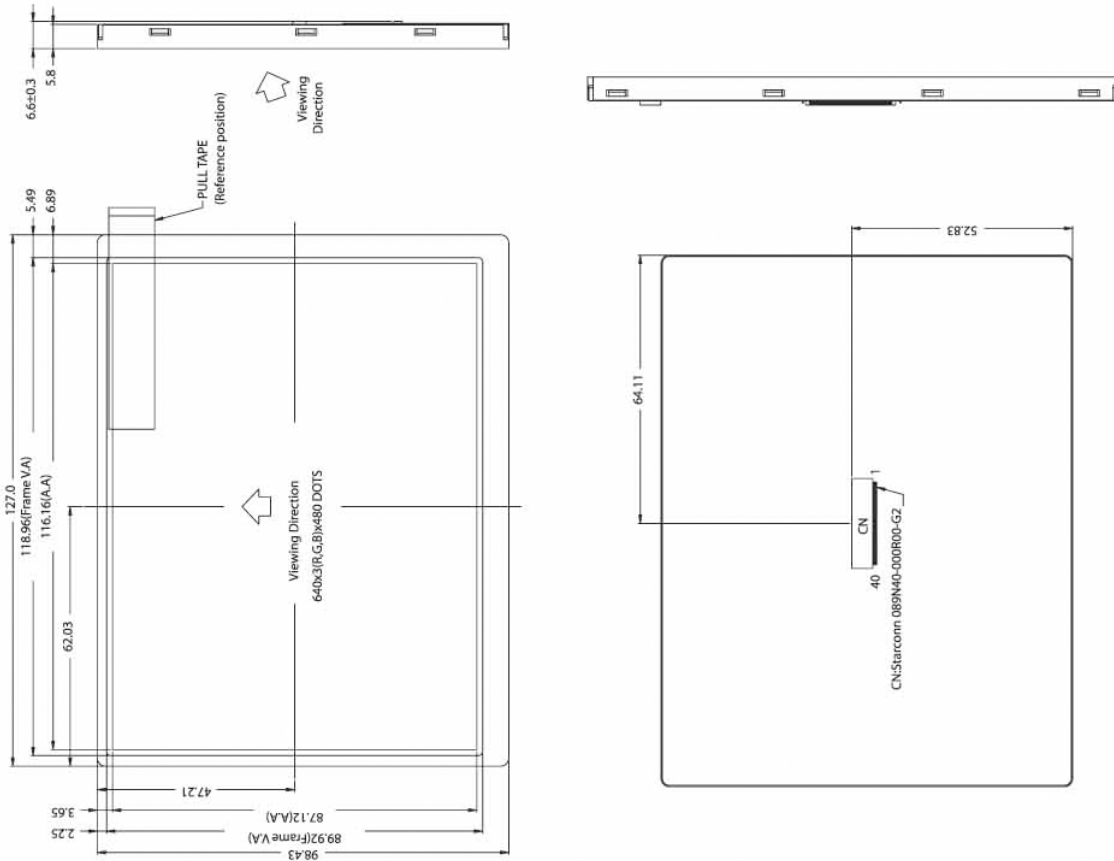 6.6±0.3
5.8
Viewing
Direction
PULL TAPE
(Reference position)
5.49
6.89
127.0
118.96(Frame V.A)
116.16(A.A)
62.03
Viewing Direction
640x3(R,G,B)x480 DOTS
47.21
3.65
87.12(A.A)
2.25
89.92(Frame V.A)
98.43
52.83
64.11
CN
1
40
CN:Starconn 089N40-000R00-G2